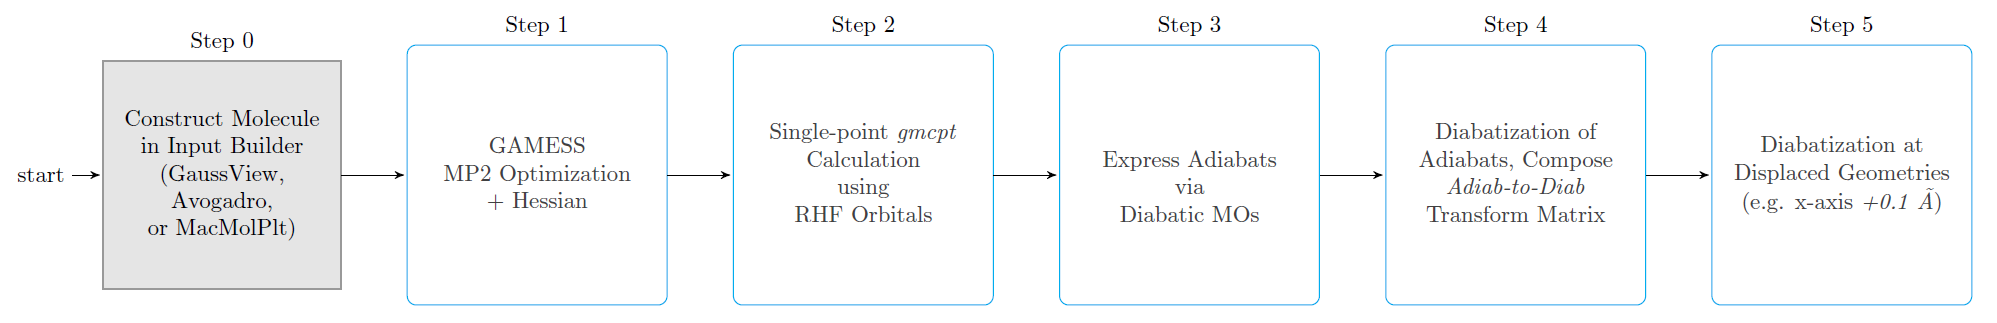 start
Step 0
Construct Molecule
in Input Builder
(GaussView,
Avogadro,
or MacMolPlt)
Step 1
GAMESS
MP2 Optimization
+ Hessian
Step 2
Single-point gmcpt
Calculation
using
RHF Orbitals
Step 3
Express Adiabats
via
Diabatic MOs
Step 4
Diabatization of
Adiabats, Compose
Adiab-to-Diab
Transform Matrix
Step 5
Diabatization at
Displaced Geometries
(e.g. x-axis +0.1 Ã)